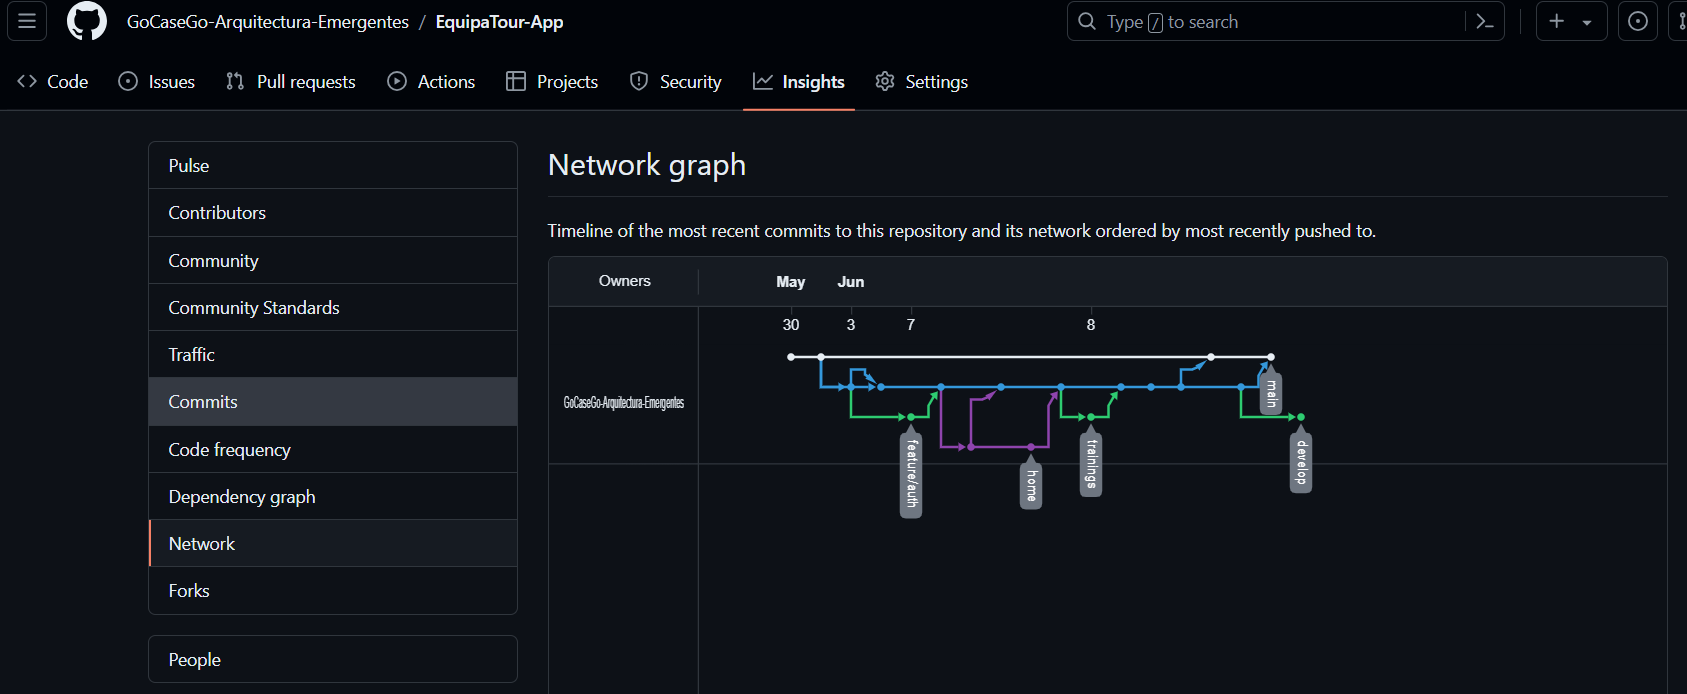 GoCaseGo-Arquitectura-Emergentes / EquipaTour-App
Type / to search
Code
Issues
Pull requests
Actions
Projects
Security
Insights
Settings
Pulse
Contributors
Community
Community Standards
Traffic
Commits
Code frequency
Dependency graph
Network
Forks
People
Network graph
Timeline of the most recent commits to this repository and its network ordered by most recently pushed to.
Owners
May Jun
30 3 7 8
GoCaseGo-Arquitectura-Emergentes
main
feature/auth
home
trainings
develop